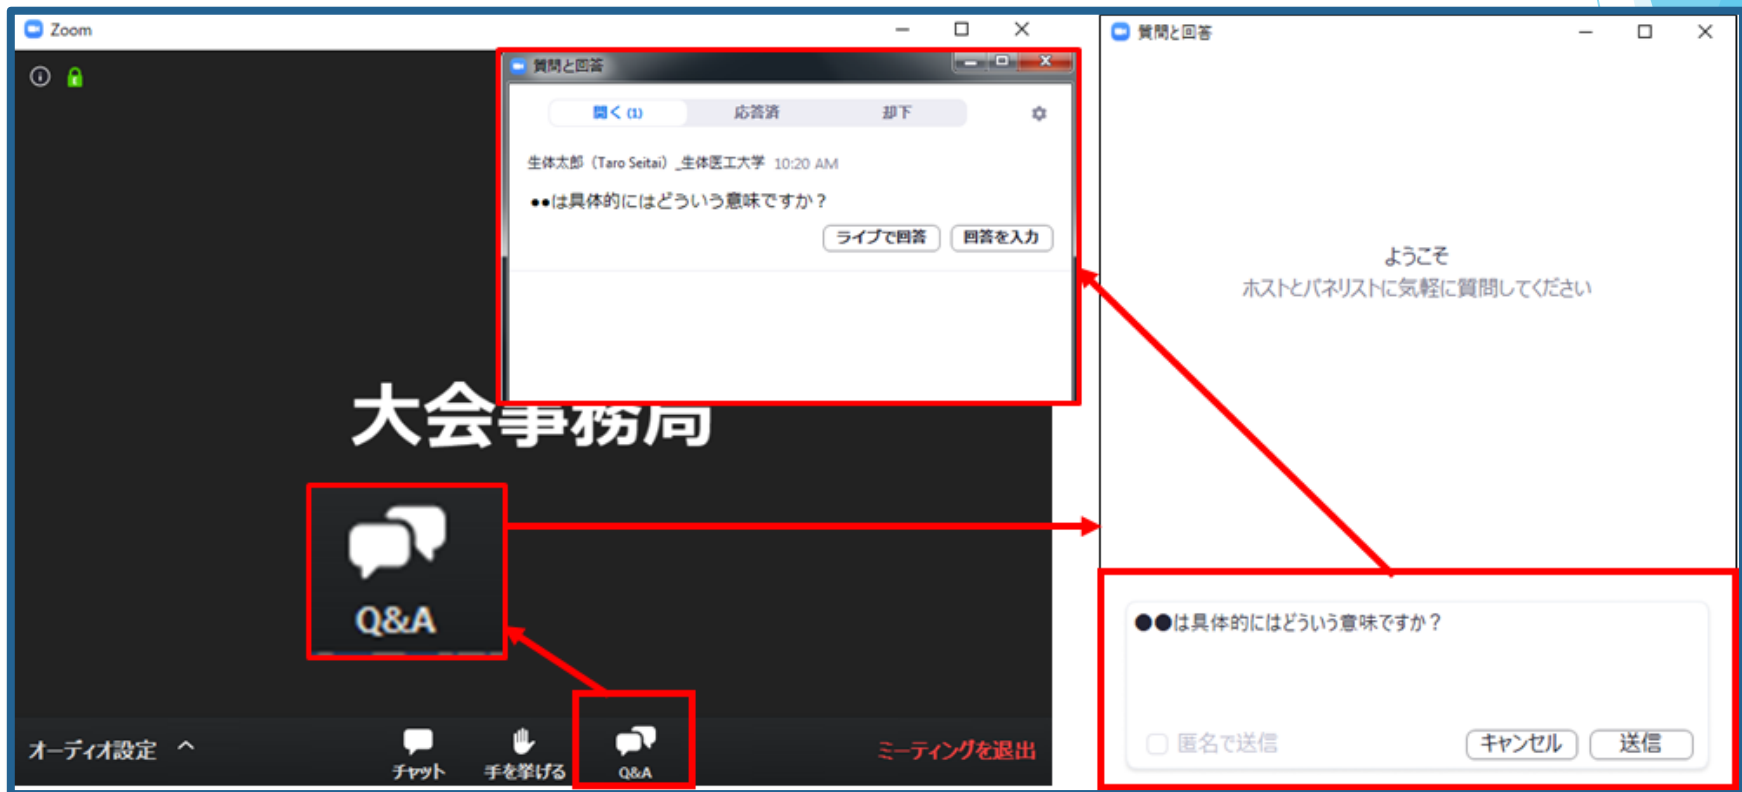 Zoom
質問と回答
開く (1)
応答済
却下
生体太郎（Taro Seitai）_生体医工大学 10:20 AM
●●は具体的にはどういう意味ですか？
ライブで回答
回答を入力
大会事務局
Q&A
オーディオ設定
チャット
手を挙げる
Q&A
ミーティングを退出
質問と回答
ようこそ
ホストとパネリストに気軽に質問してください
●●は具体的にはどういう意味ですか？
匿名で送信
キャンセル
送信